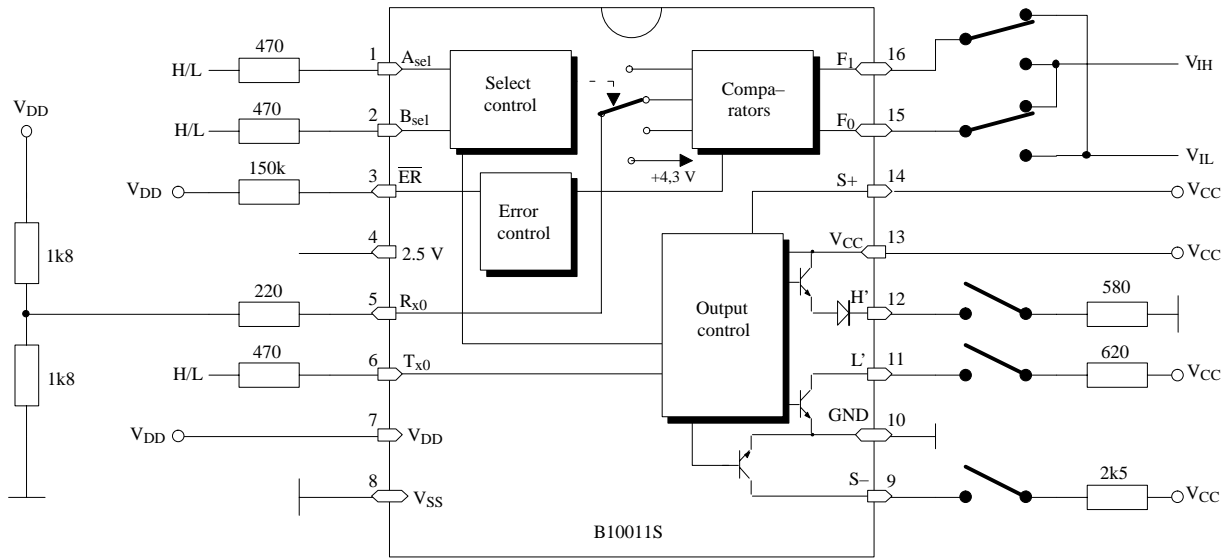 470
H/L
1
Asel
Select
control
Compa–
rators
F1
16
VIH
VDD
470
H/L
2
Bsel
F0
15
VIL
150k
VDD
3
ER
+4,3 V
S+
14
VCC
Error
control
1k8
4
2.5 V
VCC
13
VCC
220
5
Rx0
Output
control
H’
12
580
1k8
470
H/L
6
Tx0
L’
11
620
VCC
VDD
7
VDD
GND
10
8
VSS
S–
9
2k5
VCC
B10011S